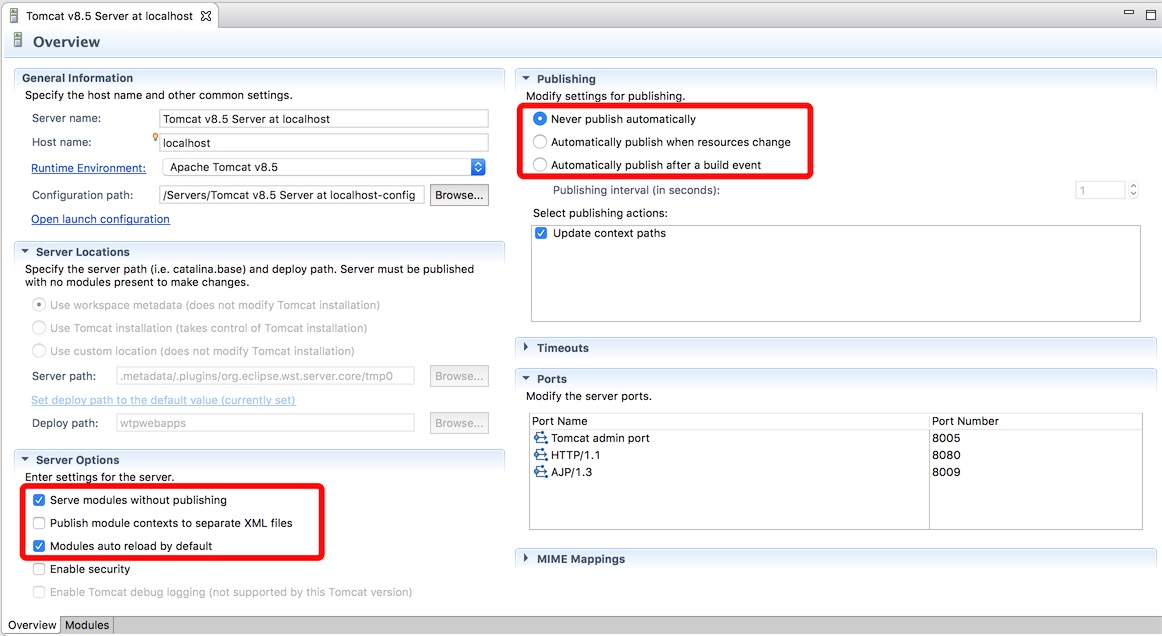 Tomcat v8.5 Server at localhost
Overview
General Information
Specify the host name and other common settings.
Server name: Tomcat v8.5 Server at localhost
Host name: localhost
Runtime Environment: Apache Tomcat v8.5
Configuration path: /Servers/Tomcat v8.5 Server at localhost-config Browse...
Open launch configuration
Server Locations
Specify the server path (i.e. catalina.base) and deploy path. Server must be published
with no modules present to make changes.
Use workspace metadata (does not modify Tomcat installation)
Use Tomcat installation (takes control of Tomcat installation)
Use custom location (does not modify Tomcat installation)
Server path: .metadata/.plugins/org.eclipse.wst.server.core/tmp0 Browse...
Set deploy path to the default value (currently set)
Deploy path: wtpwebapps Browse...
Server Options
Enter settings for the server.
Serve modules without publishing
Publish module contexts to separate XML files
Modules auto reload by default
Enable security
Enable Tomcat debug logging (not supported by this Tomcat version)
Publishing
Modify settings for publishing.
Never publish automatically
Automatically publish when resources change
Automatically publish after a build event
Publishing interval (in seconds): 1
Select publishing actions:
Update context paths
Timeouts
Ports
Modify the server ports.
Port Name Port Number
Tomcat admin port 8005
HTTP/1.1 8080
AJP/1.3 8009
MIME Mappings
Overview Modules